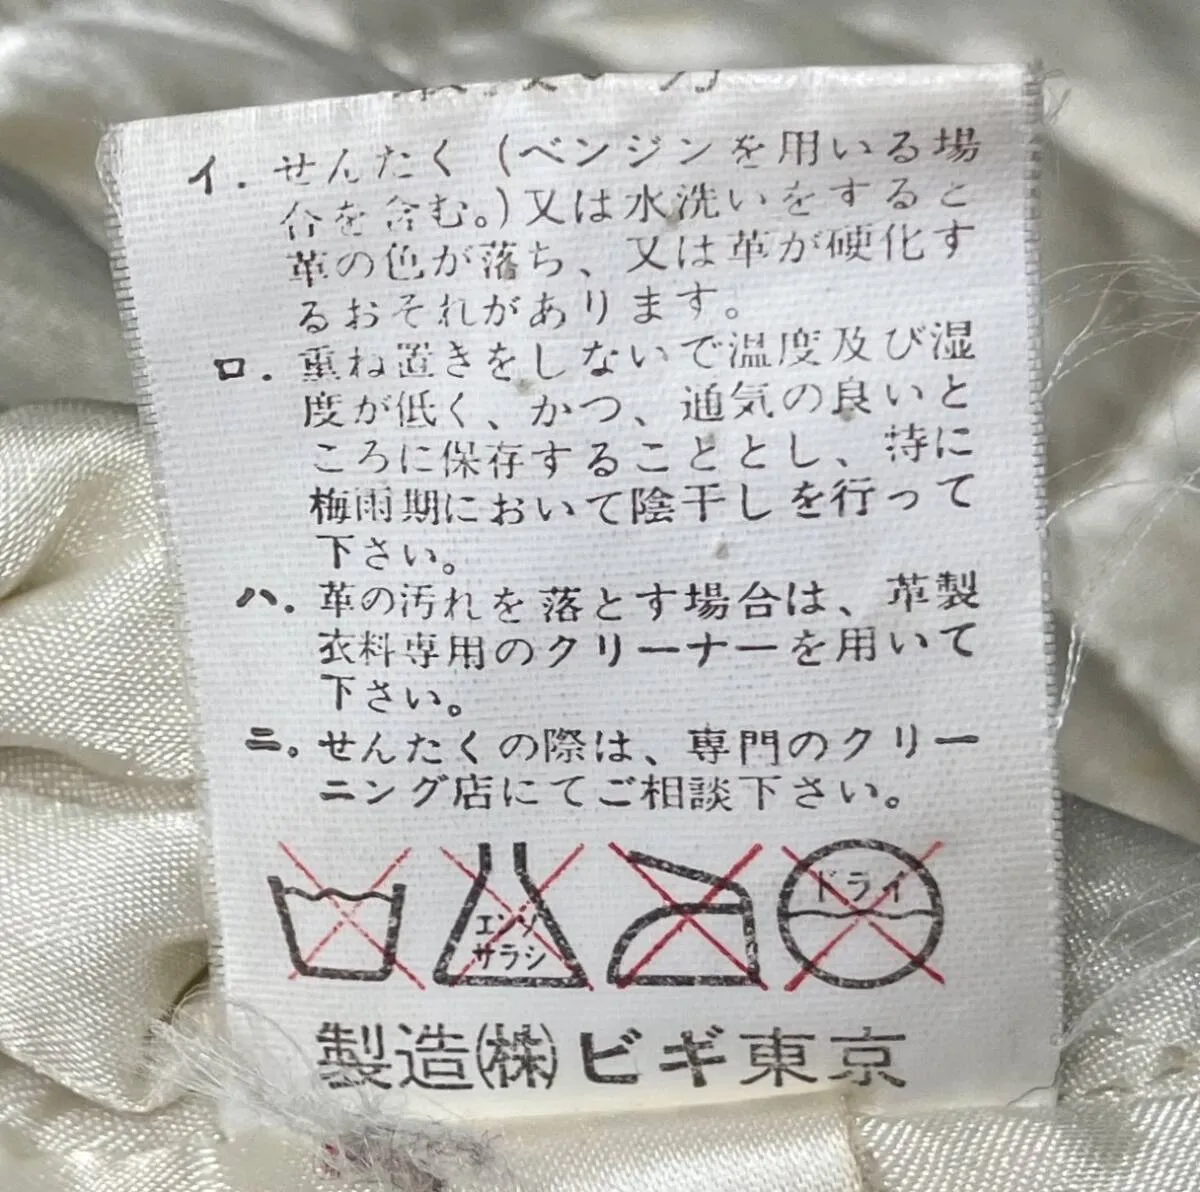 イ. せんたく (ベンジンを用いる場
合を含む。)又は水洗いをすると
革の色が落ち、又は革が硬化す
るおそれがあります。
ロ. 重ね置きをしないで温度及び湿
度が低く、かつ、通気の良いと
ころに保存することとし、特に
梅雨期において陰干しを行って
下さい。
ハ. 革の汚れを落とす場合は、革製
衣料専用のクリーナーを用いて
下さい。
ニ。せんたくの際は、専門のクリー
ニング店にてご相談下さい。
エンソ
サラシ
ドライ
製造(株)ビギ東京